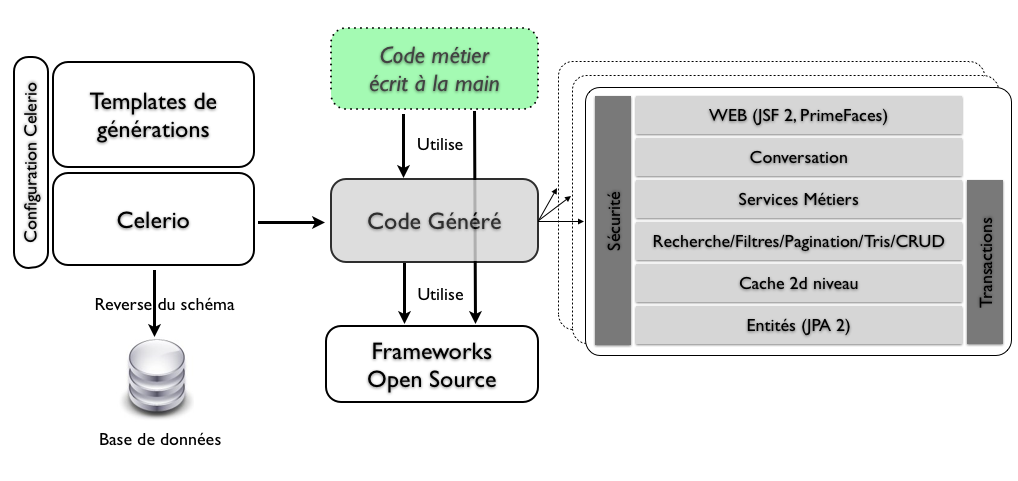 Configuration Celerio
Templates de
générations
Celerio
Reverse du schéma
Base de données
Code métier
écrit à la main
Utilise
Code Généré
Utilise
Frameworks
Open Source
Sécurité
WEB (JSF 2, PrimeFaces)
Conversation
Services Métiers
Recherche/Filtres/Pagination/Tris/CRUD
Cache 2d niveau
Entités (JPA 2)
Transactions